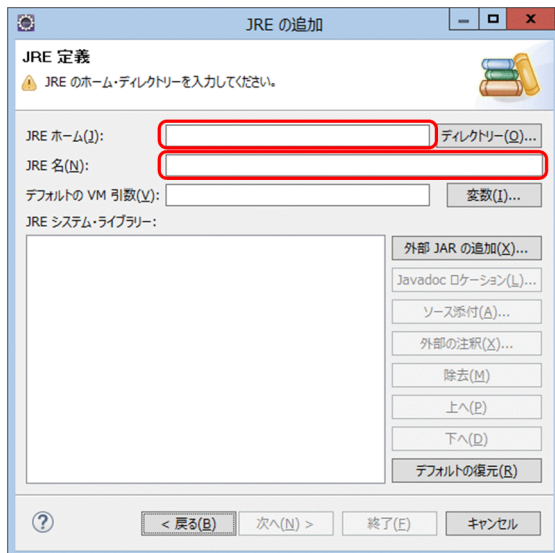 JRE の追加
JRE 定義
JRE のホーム・ディレクトリーを入力してください。
JRE ホーム(J):
ディレクトリー(O)...
JRE 名(N):
デフォルトの VM 引数(V):
変数(I)...
JRE システム・ライブラリー:
外部 JAR の追加(X)...
Javadoc ロケーション(L)...
ソース添付(A)...
外部の注釈(X)...
除去(M)
上へ(P)
下へ(D)
デフォルトの復元(R)
< 戻る(B) 次へ(N) > 終了(F) キャンセル